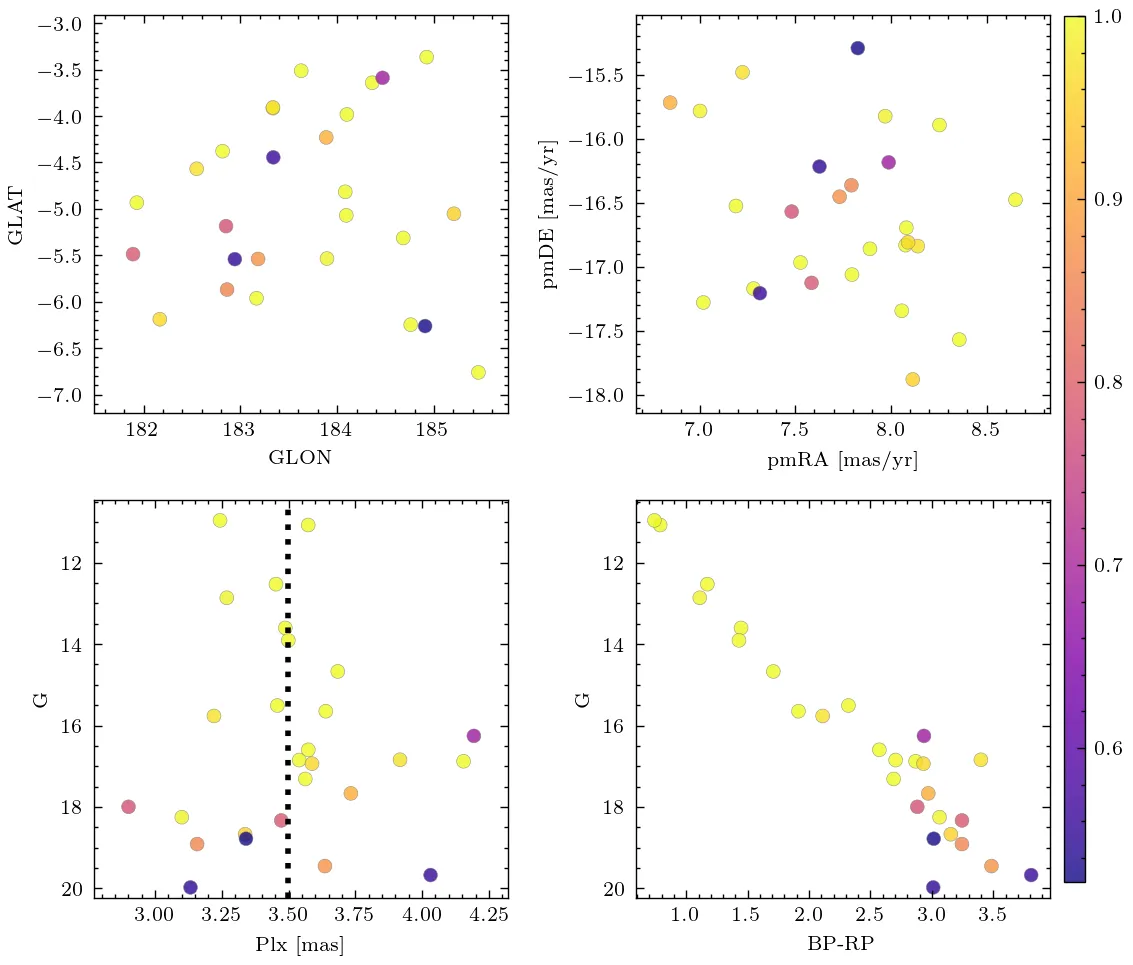 −3.0
−3.5
−4.0
−4.5
−5.0
−5.5
−6.0
−6.5
−7.0
GLAT
182 183 184 185
GLON
−15.5
−16.0
−16.5
−17.0
−17.5
−18.0
pmDE [mas/yr]
7.0 7.5 8.0 8.5
pmRA [mas/yr]
12
14
16
18
20
G
3.00 3.25 3.50 3.75 4.00 4.25
Plx [mas]
12
14
16
18
20
G
1.0 1.5 2.0 2.5 3.0 3.5
BP-RP
1.0
0.9
0.8
0.7
0.6